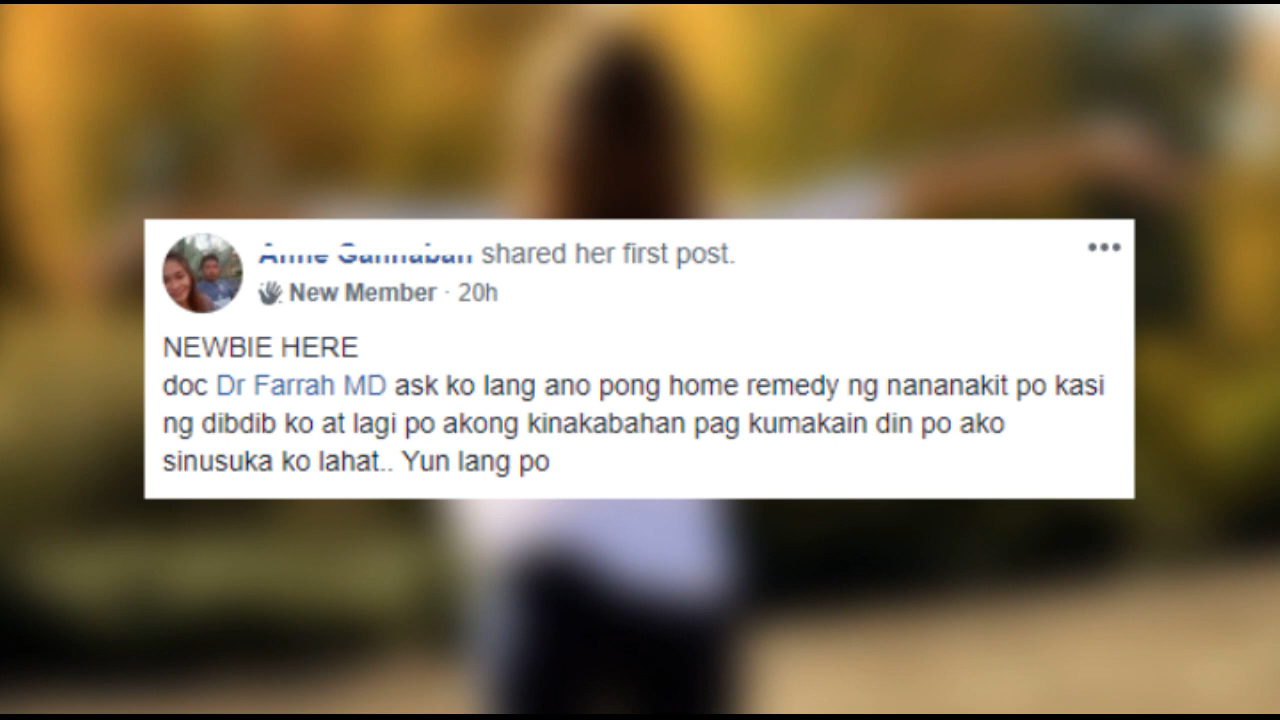 shared her first post.
New Member · 20h
NEWBIE HERE
doc Dr Farrah MD ask ko lang ano pong home remedy ng nananakit po kasi
ng dibdib ko at lagi po akong kinakabahan pag kumakain din po ako
sinusuka ko lahat.. Yun lang po